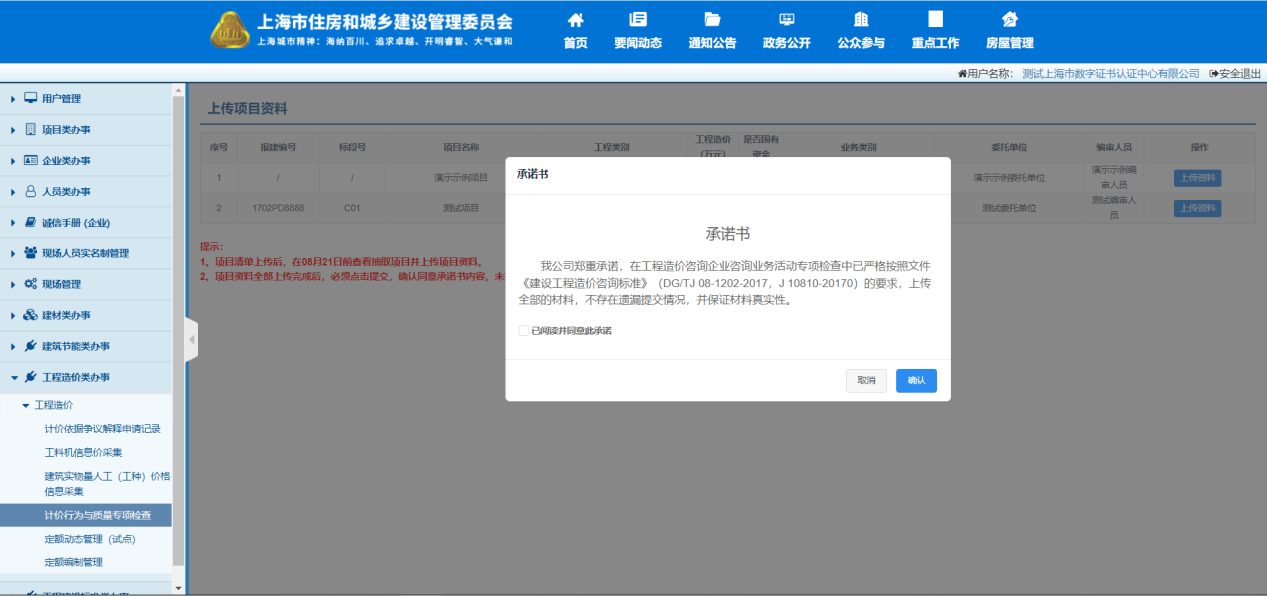 上海市住房和城乡建设管理委员会
上海城市精神：海纳百川、追求卓越、开明睿智、大气谦和
首页 要闻动态 通知公告 政务公开 公众参与 重点工作 房屋管理
用户名称： 测试上海市数字证书认证中心有限公司 安全退出
用户管理
项目类办事
企业类办事
人员类办事
诚信手册 (企业)
现场人员实名制管理
现场管理
建材类办事
建筑节能类办事
工程造价类办事
工程造价
计价依据争议解释申请记录
工料机信息价采集
建筑实物量人工（工种）价格
信息采集
计价行为与质量专项检查
定额动态管理（试点）
定额编制管理
上传项目资料
序号 报建编号 标段号 项目名称 工程类别 工程造价（万元） 是否国有资金 业务类别 委托单位 编审人员 操作
1 / / 演示示例项目 演示示例委托单位 演示示例编审人员 上传资料
2 1702PD8888 C01 测试项目 测试委托单位 测试编审人员 上传资料
提示：
1、项目清单上传后，在08月21日前查看抽取项目并上传项目资料。
2、项目资料全部上传完成后，必须点击提交，确认同意承诺书内容。未
承诺书
承诺书
我公司郑重承诺，在工程造价咨询企业咨询业务活动专项检查中已严格按照文件
《建设工程造价咨询标准》（DG/TJ 08-1202-2017，J 10810-20170）的要求，上传
全部的材料，不存在遗漏提交情况，并保证材料真实性。
已阅读并同意此承诺
取消 确认